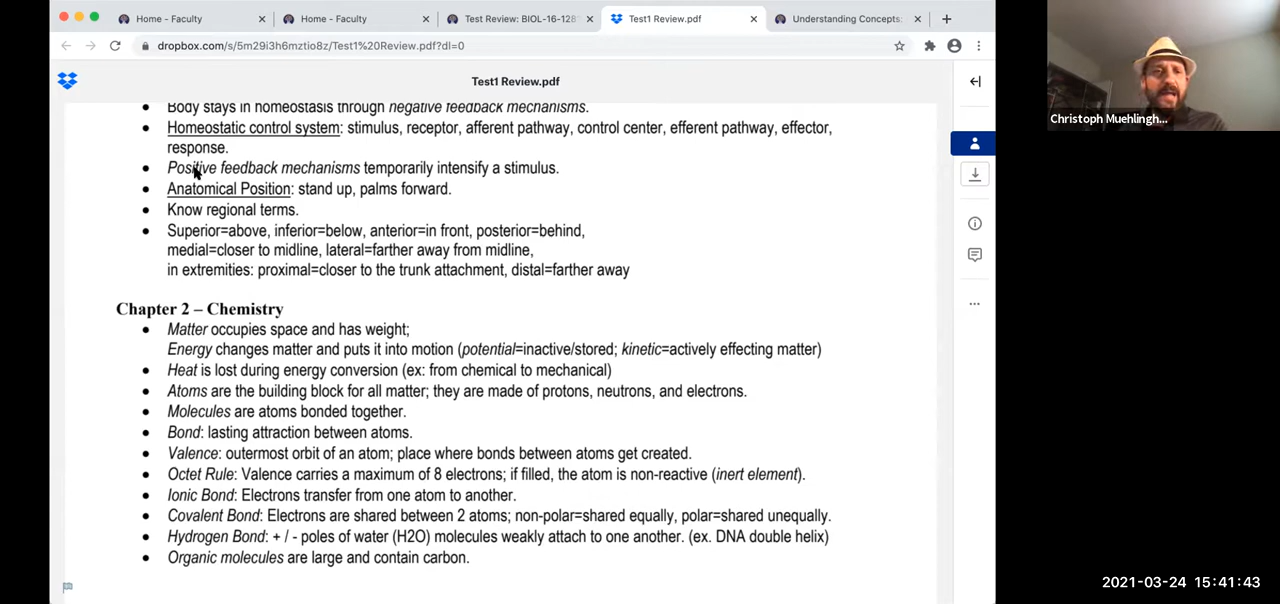 Home - Faculty
Home - Faculty
Test Review: BIOL-16-128
Test1 Review.pdf
Understanding Concepts:
dropbox.com/s/5m29i3h6mztio8z/Test1%20Review.pdf?dl=0
Test1 Review.pdf
Christoph Muehlingh...
• Body stays in homeostasis through negative feedback mechanisms.
• Homeostatic control system: stimulus, receptor, afferent pathway, control center, efferent pathway, effector,
response.
• Positive feedback mechanisms temporarily intensify a stimulus.
• Anatomical Position: stand up, palms forward.
• Know regional terms.
• Superior=above, inferior=below, anterior=in front, posterior=behind,
medial=closer to midline, lateral=farther away from midline,
in extremities: proximal=closer to the trunk attachment, distal=farther away
Chapter 2 – Chemistry
• Matter occupies space and has weight;
Energy changes matter and puts it into motion (potential=inactive/stored; kinetic=actively effecting matter)
• Heat is lost during energy conversion (ex: from chemical to mechanical)
• Atoms are the building block for all matter; they are made of protons, neutrons, and electrons.
• Molecules are atoms bonded together.
• Bond: lasting attraction between atoms.
• Valence: outermost orbit of an atom; place where bonds between atoms get created.
• Octet Rule: Valence carries a maximum of 8 electrons; if filled, the atom is non-reactive (inert element).
• Ionic Bond: Electrons transfer from one atom to another.
• Covalent Bond: Electrons are shared between 2 atoms; non-polar=shared equally, polar=shared unequally.
• Hydrogen Bond: + / - poles of water (H2O) molecules weakly attach to one another. (ex. DNA double helix)
• Organic molecules are large and contain carbon.
2021-03-24 15:41:43